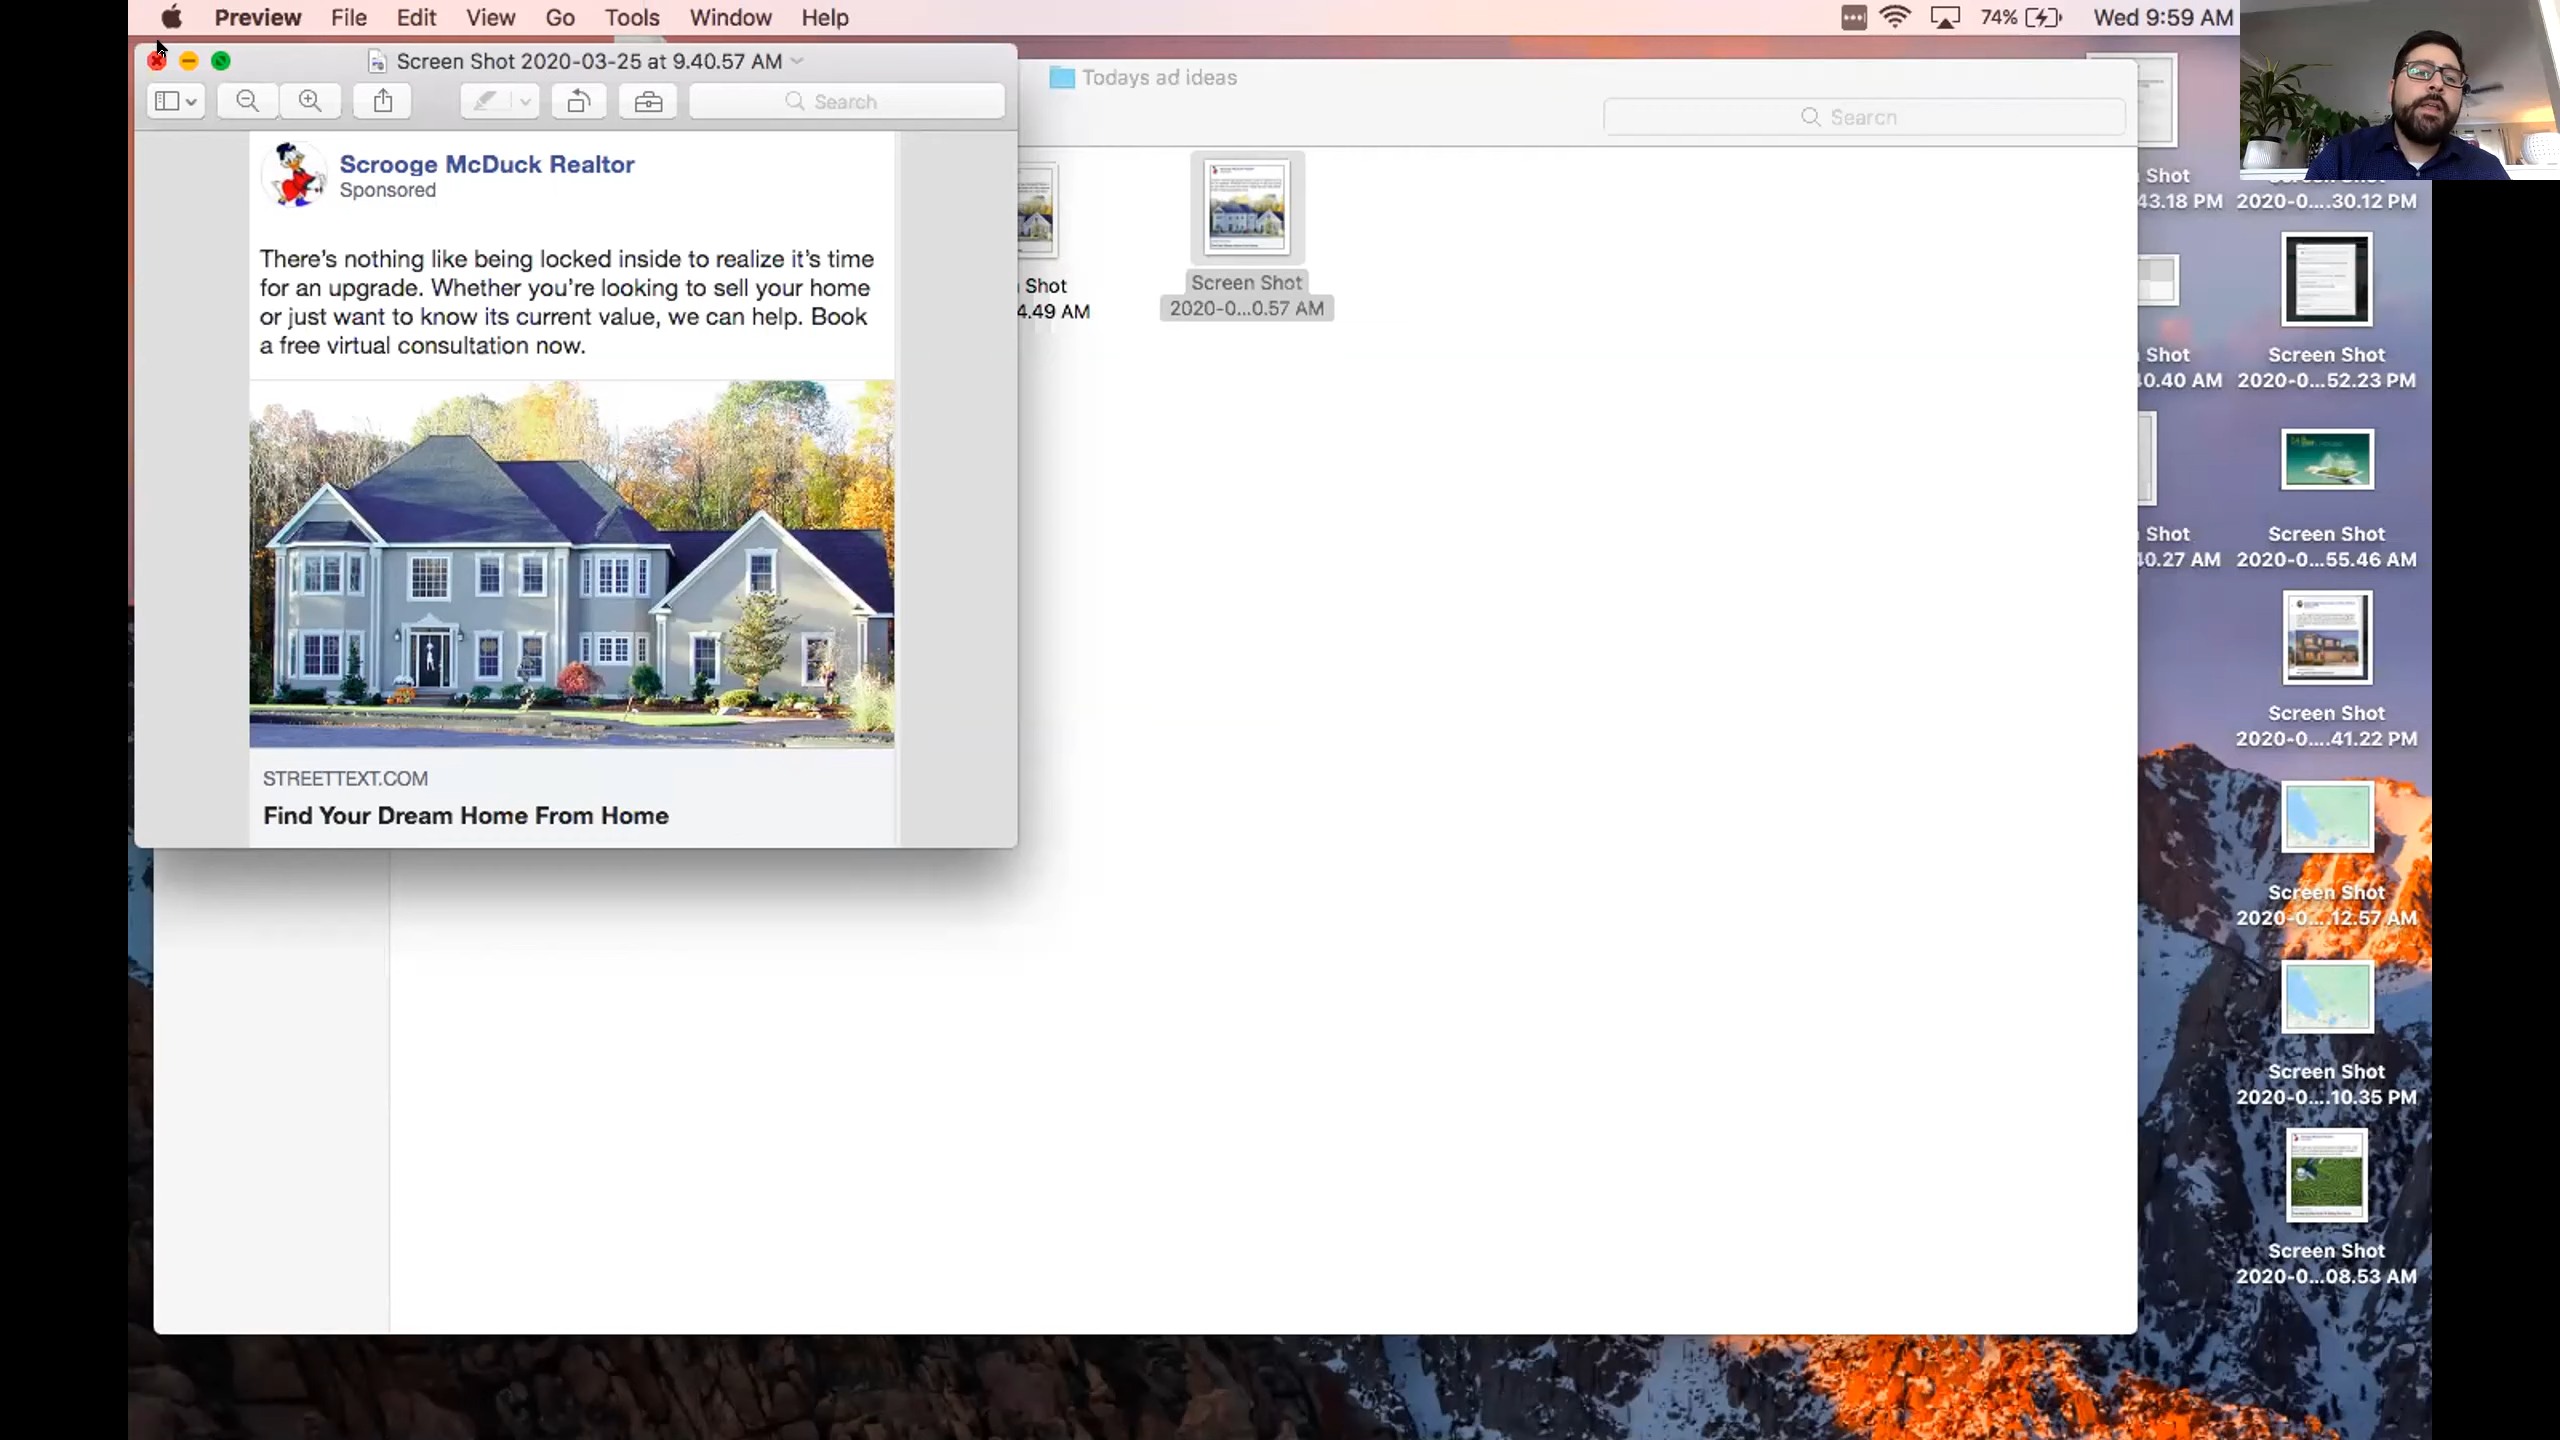 Preview File Edit View Go Tools Window Help
74% Wed 9:59 AM
Screen Shot 2020-03-25 at 9.40.57 AM
Search
Scrooge McDuck Realtor
Sponsored
There's nothing like being locked inside to realize it's time
for an upgrade. Whether you're looking to sell your home
or just want to know its current value, we can help. Book
a free virtual consultation now.
STREETTEXT.COM
Find Your Dream Home From Home
Todays ad ideas
Search
Shot
4.49 AM
Screen Shot
2020-0...0.57 AM
Shot
43.18 PM
2020-0....30.12 PM
Shot
40.40 AM
Screen Shot
2020-0...52.23 PM
Shot
40.27 AM
Screen Shot
2020-0...55.46 AM
Screen Shot
2020-0....41.22 PM
Screen Shot
2020-0....12.57 AM
Screen Shot
2020-0....10.35 PM
Screen Shot
2020-0...08.53 AM